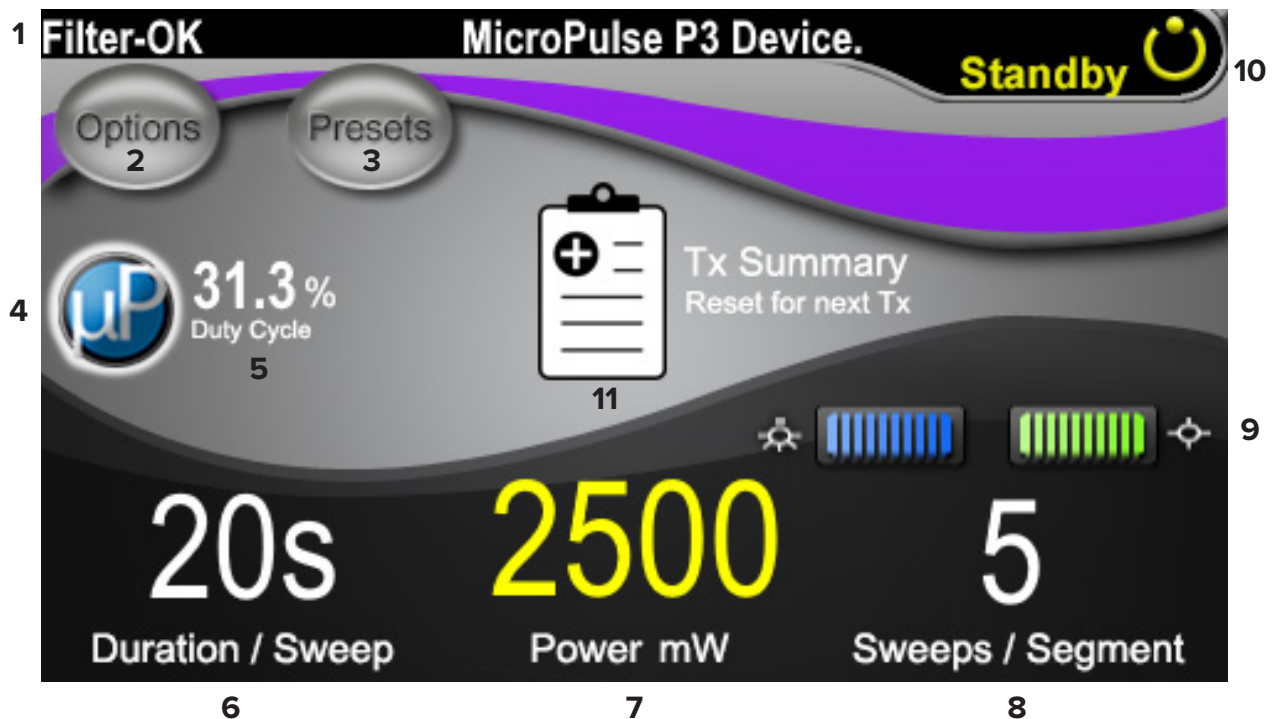 1
Filter-OK
MicroPulse P3 Device.
Standby
10
Options
2
Presets
3
4
µP
31.3 %
Duty Cycle
5
Tx Summary
Reset for next Tx
11
9
20s
2500
5
Duration / Sweep
Power mW
Sweeps / Segment
6
7
8